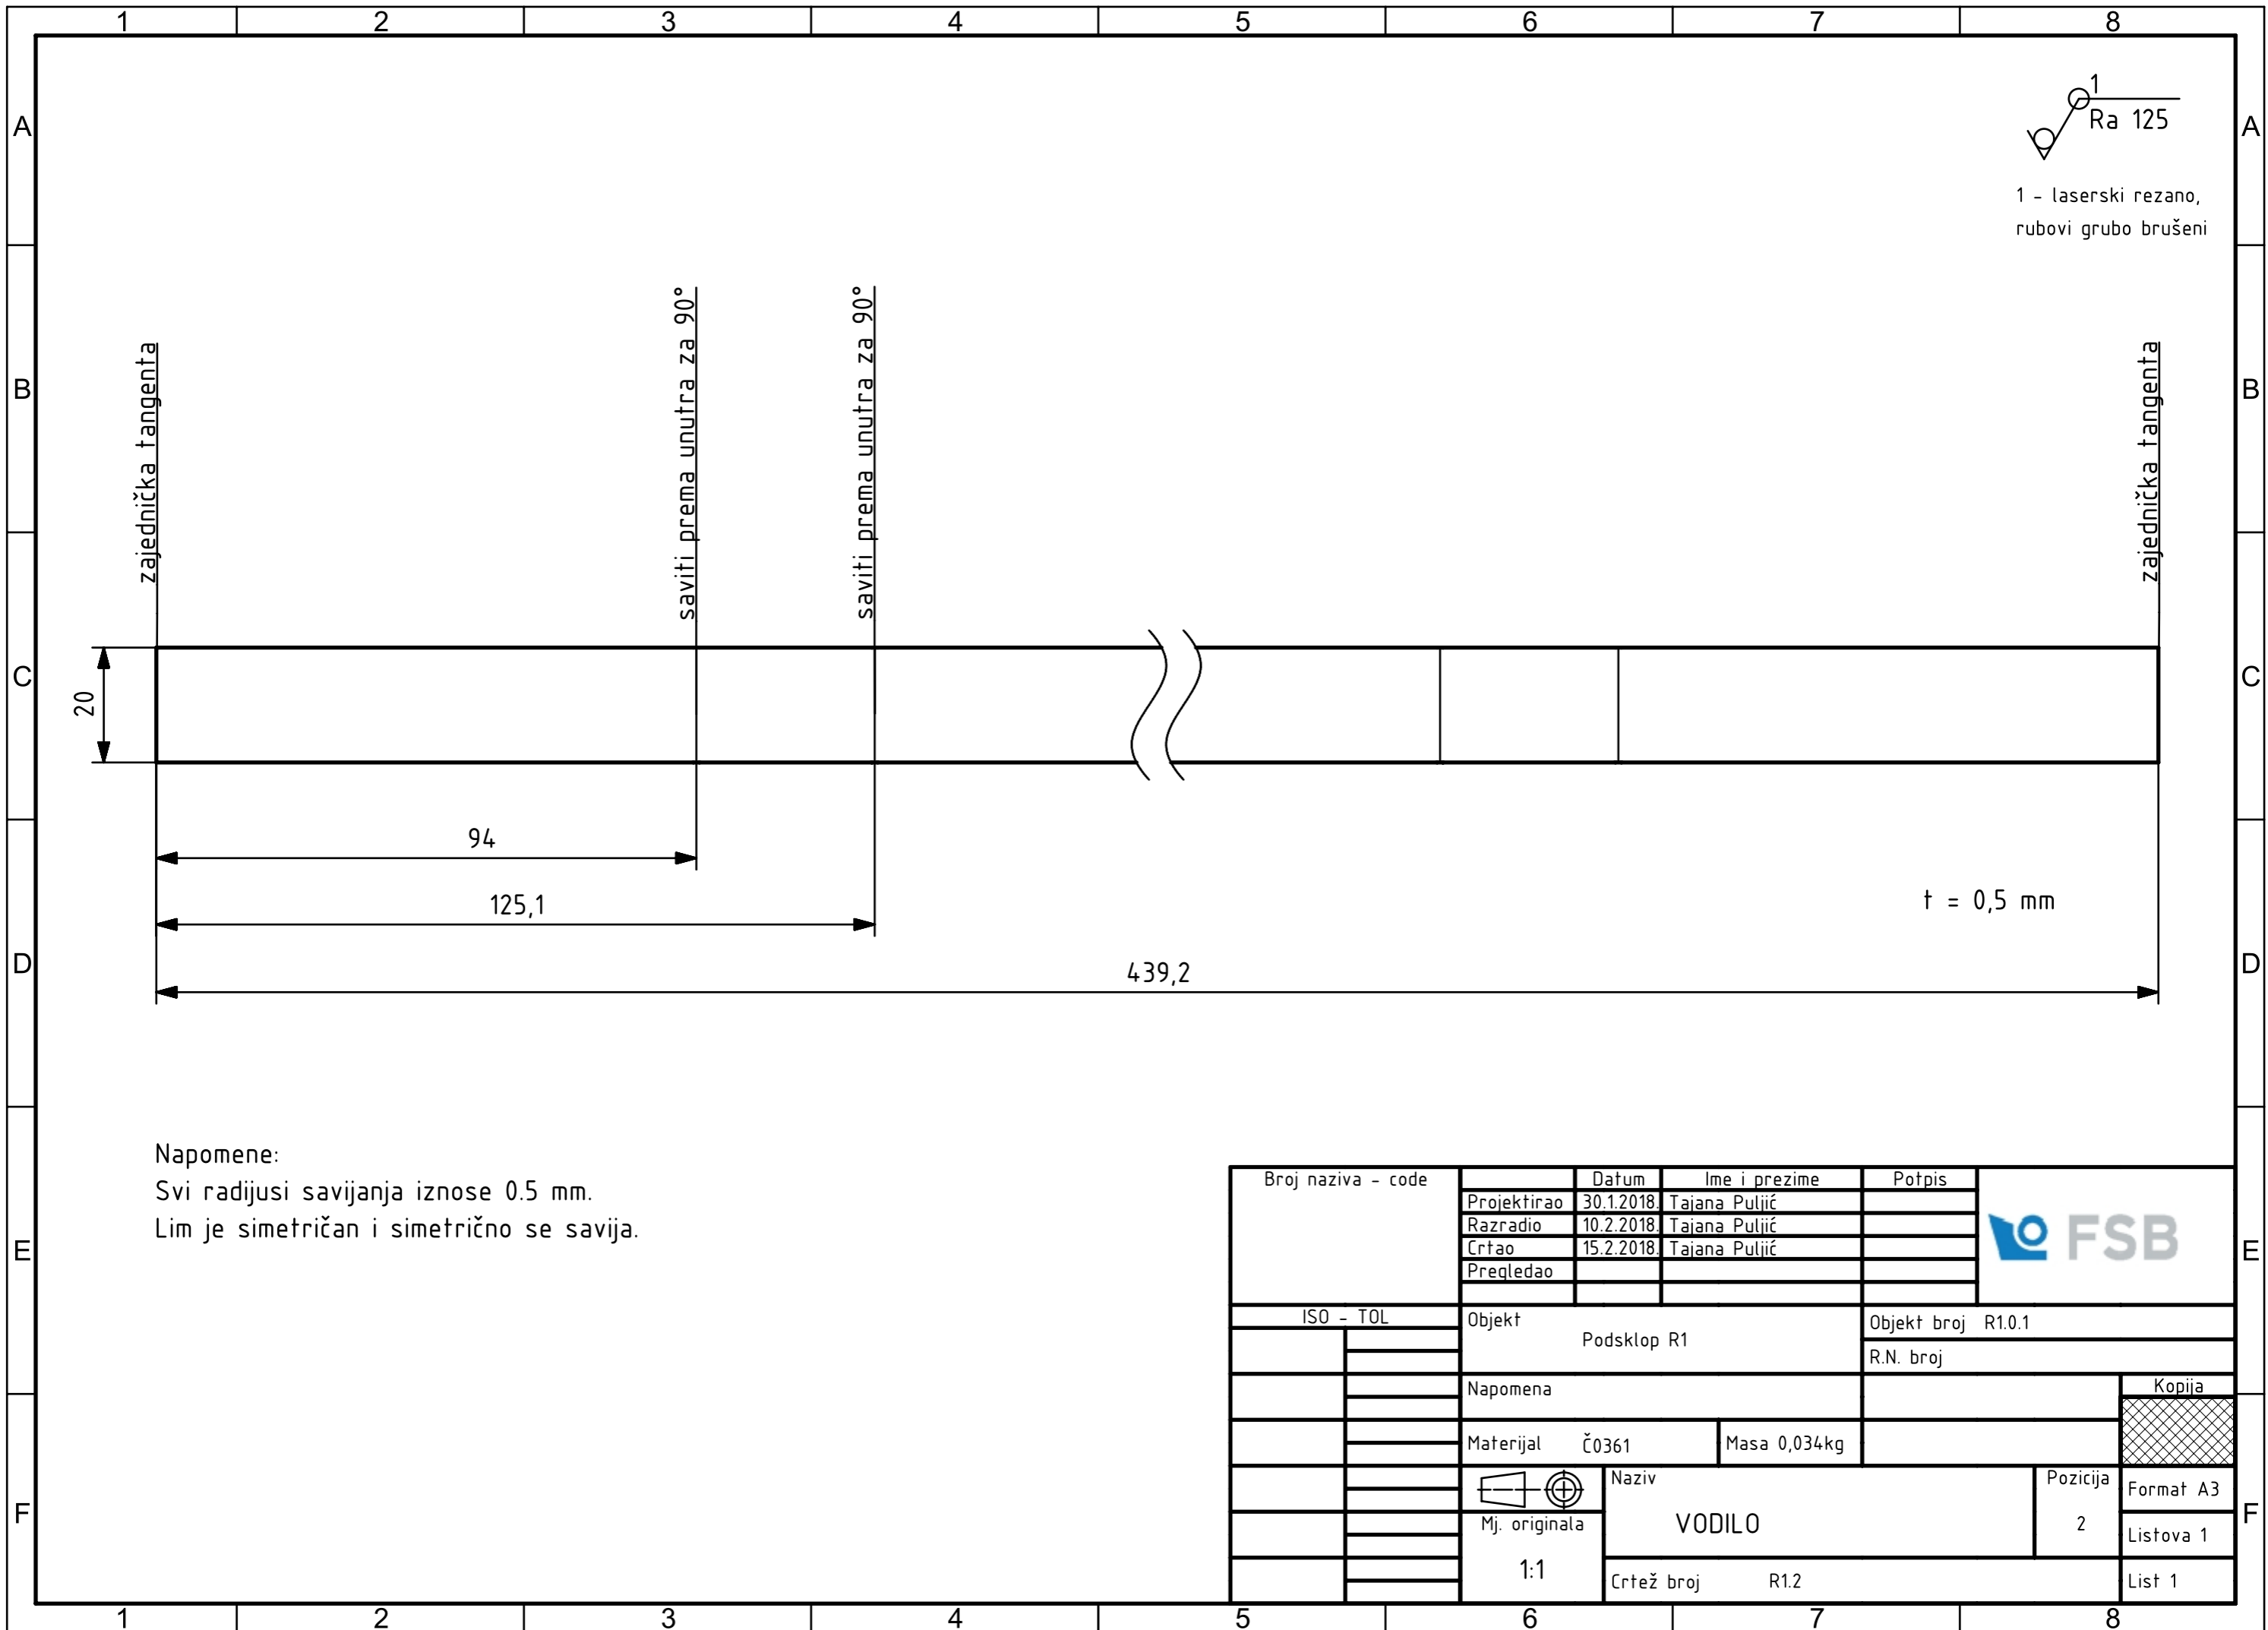 1 2 3 4 5 6 7 8
A A
1
Ra 125
1 - laserski rezano,
rubovi grubo brušeni
B B
zajednička tangenta
saviti prema unutra za 90°
saviti prema unutra za 90°
zajednička tangenta
C C
20
94
125,1
t = 0,5 mm
D D
439,2
Napomene:
Svi radijusi savijanja iznose 0.5 mm.
Lim je simetričan i simetrično se savija.
E E
Broj naziva - code
Datum Ime i prezime Potpis
Projektirao 30.1.2018. Tajana Puljić
Razradio 10.2.2018. Tajana Puljić
Crtao 15.2.2018. Tajana Puljić
Pregledao
FSB
ISO - TOL
Objekt
Podsklop R1
Objekt broj R1.0.1
R.N. broj
Napomena
Kopija
Materijal Č0361
Masa 0,034kg
F F
Naziv
VODILO
Pozicija
2
Format A3
Mj. originala
1:1
Listova 1
Crtež broj R1.2
List 1
1 2 3 4 5 6 7 8